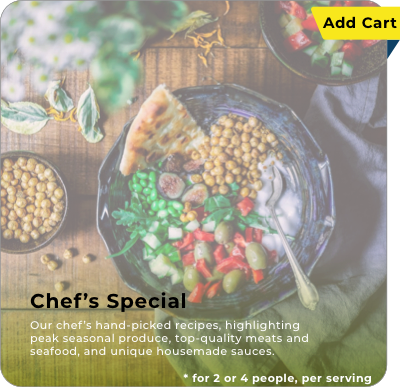 Add Cart
Chef's Special
Our chef's hand-picked recipes, highlighting
peak seasonal produce, top-quality meats and
seafood, and unique housemade sauces.
* for 2 or 4 people, per serving